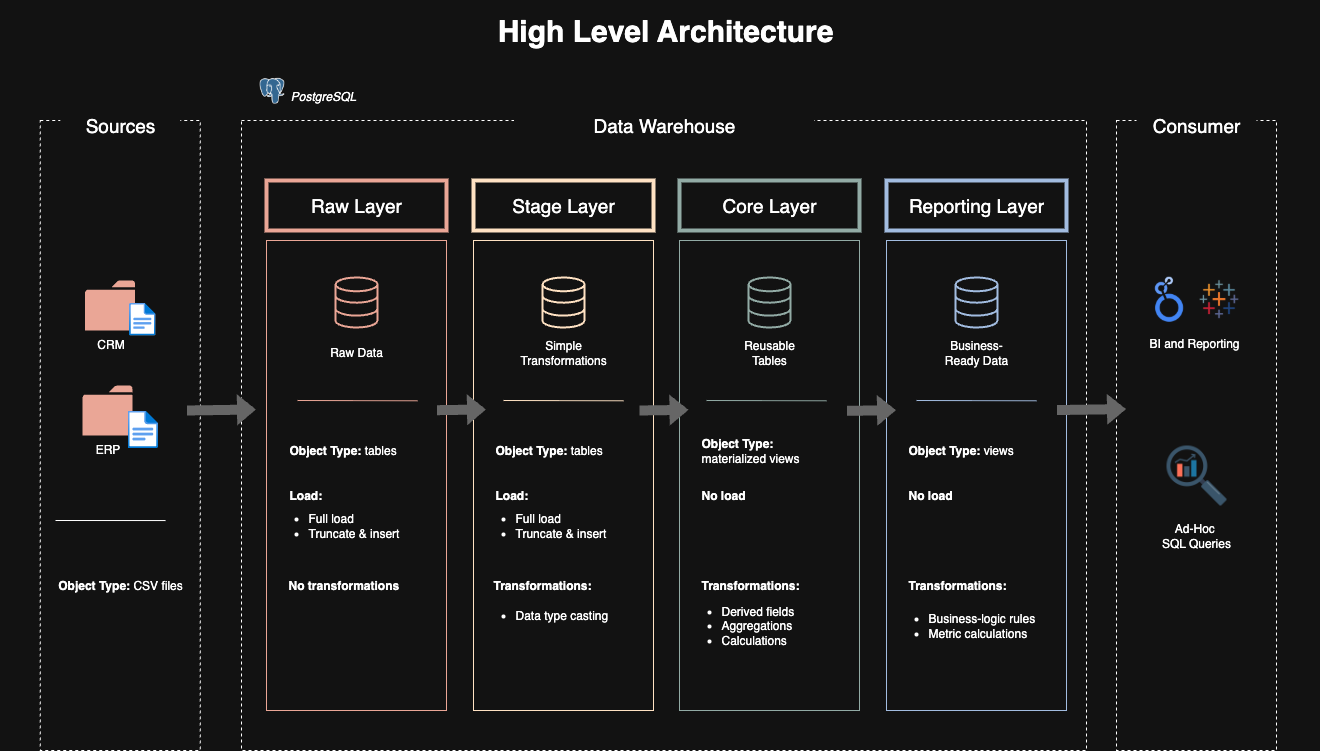 High Level Architecture
PostgreSQL
Sources
Data Warehouse
Consumer
Raw Layer
Stage Layer
Core Layer
Reporting Layer
CRM
ERP
Object Type: CSV files
Raw Data
Object Type: tables
Load:
• Full load
• Truncate & insert
No transformations
Simple
Transformations
Object Type: tables
Load:
• Full load
• Truncate & insert
Transformations:
• Data type casting
Reusable
Tables
Object Type:
materialized views
No load
Transformations:
• Derived fields
• Aggregations
• Calculations
Business-
Ready Data
Object Type: views
No load
Transformations:
• Business-logic rules
• Metric calculations
BI and Reporting
Ad-Hoc
SQL Queries